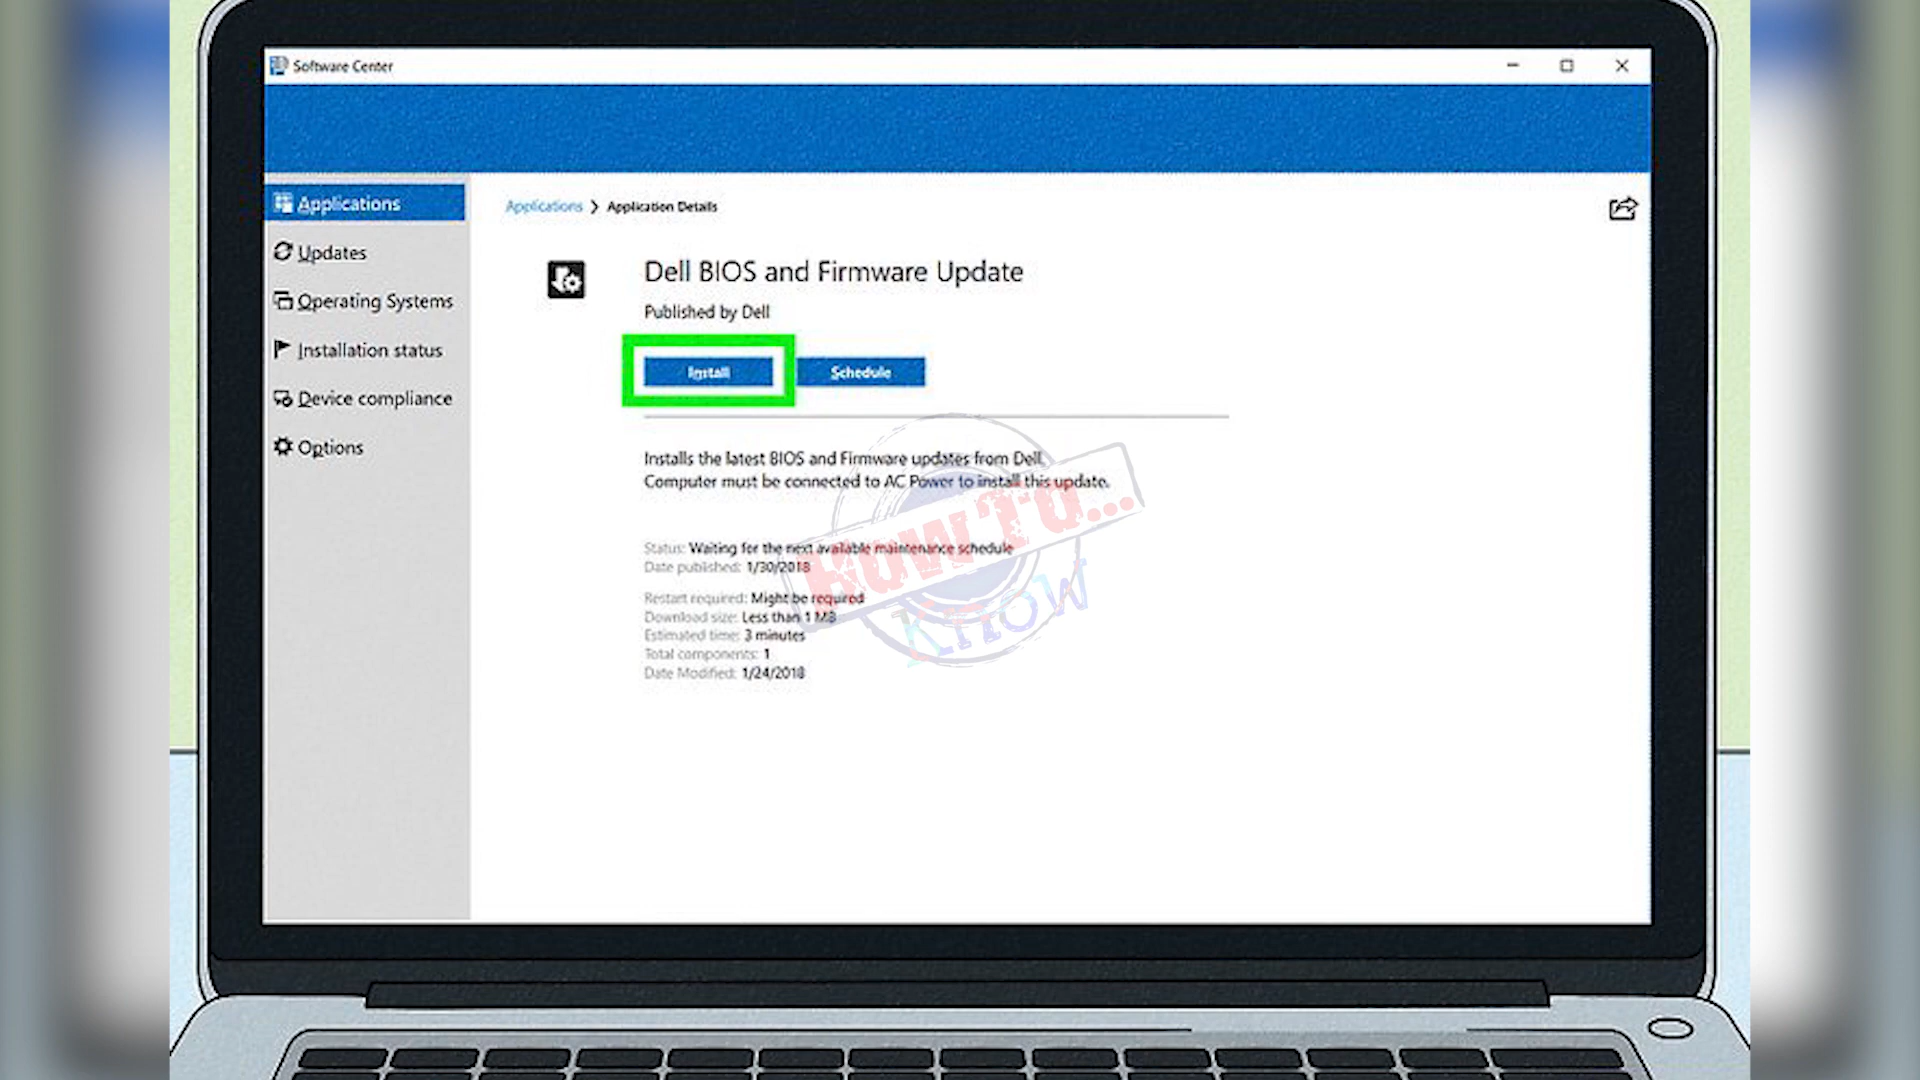 Software Center
Applications
Updates
Operating Systems
Installation status
Device compliance
Options
Applications > Application Details
Dell BIOS and Firmware Update
Published by Dell
Install
Schedule
Installs the latest BIOS and Firmware updates from Dell.
Computer must be connected to AC Power to install this update.
Status: Waiting for the next available maintenance schedule
Date published: 1/30/2018
Restart required: Might be required
Download size: Less than 1 MB
Estimated time: 3 minutes
Total components: 1
Date Modified: 1/24/2018
HowTo...
KnoW